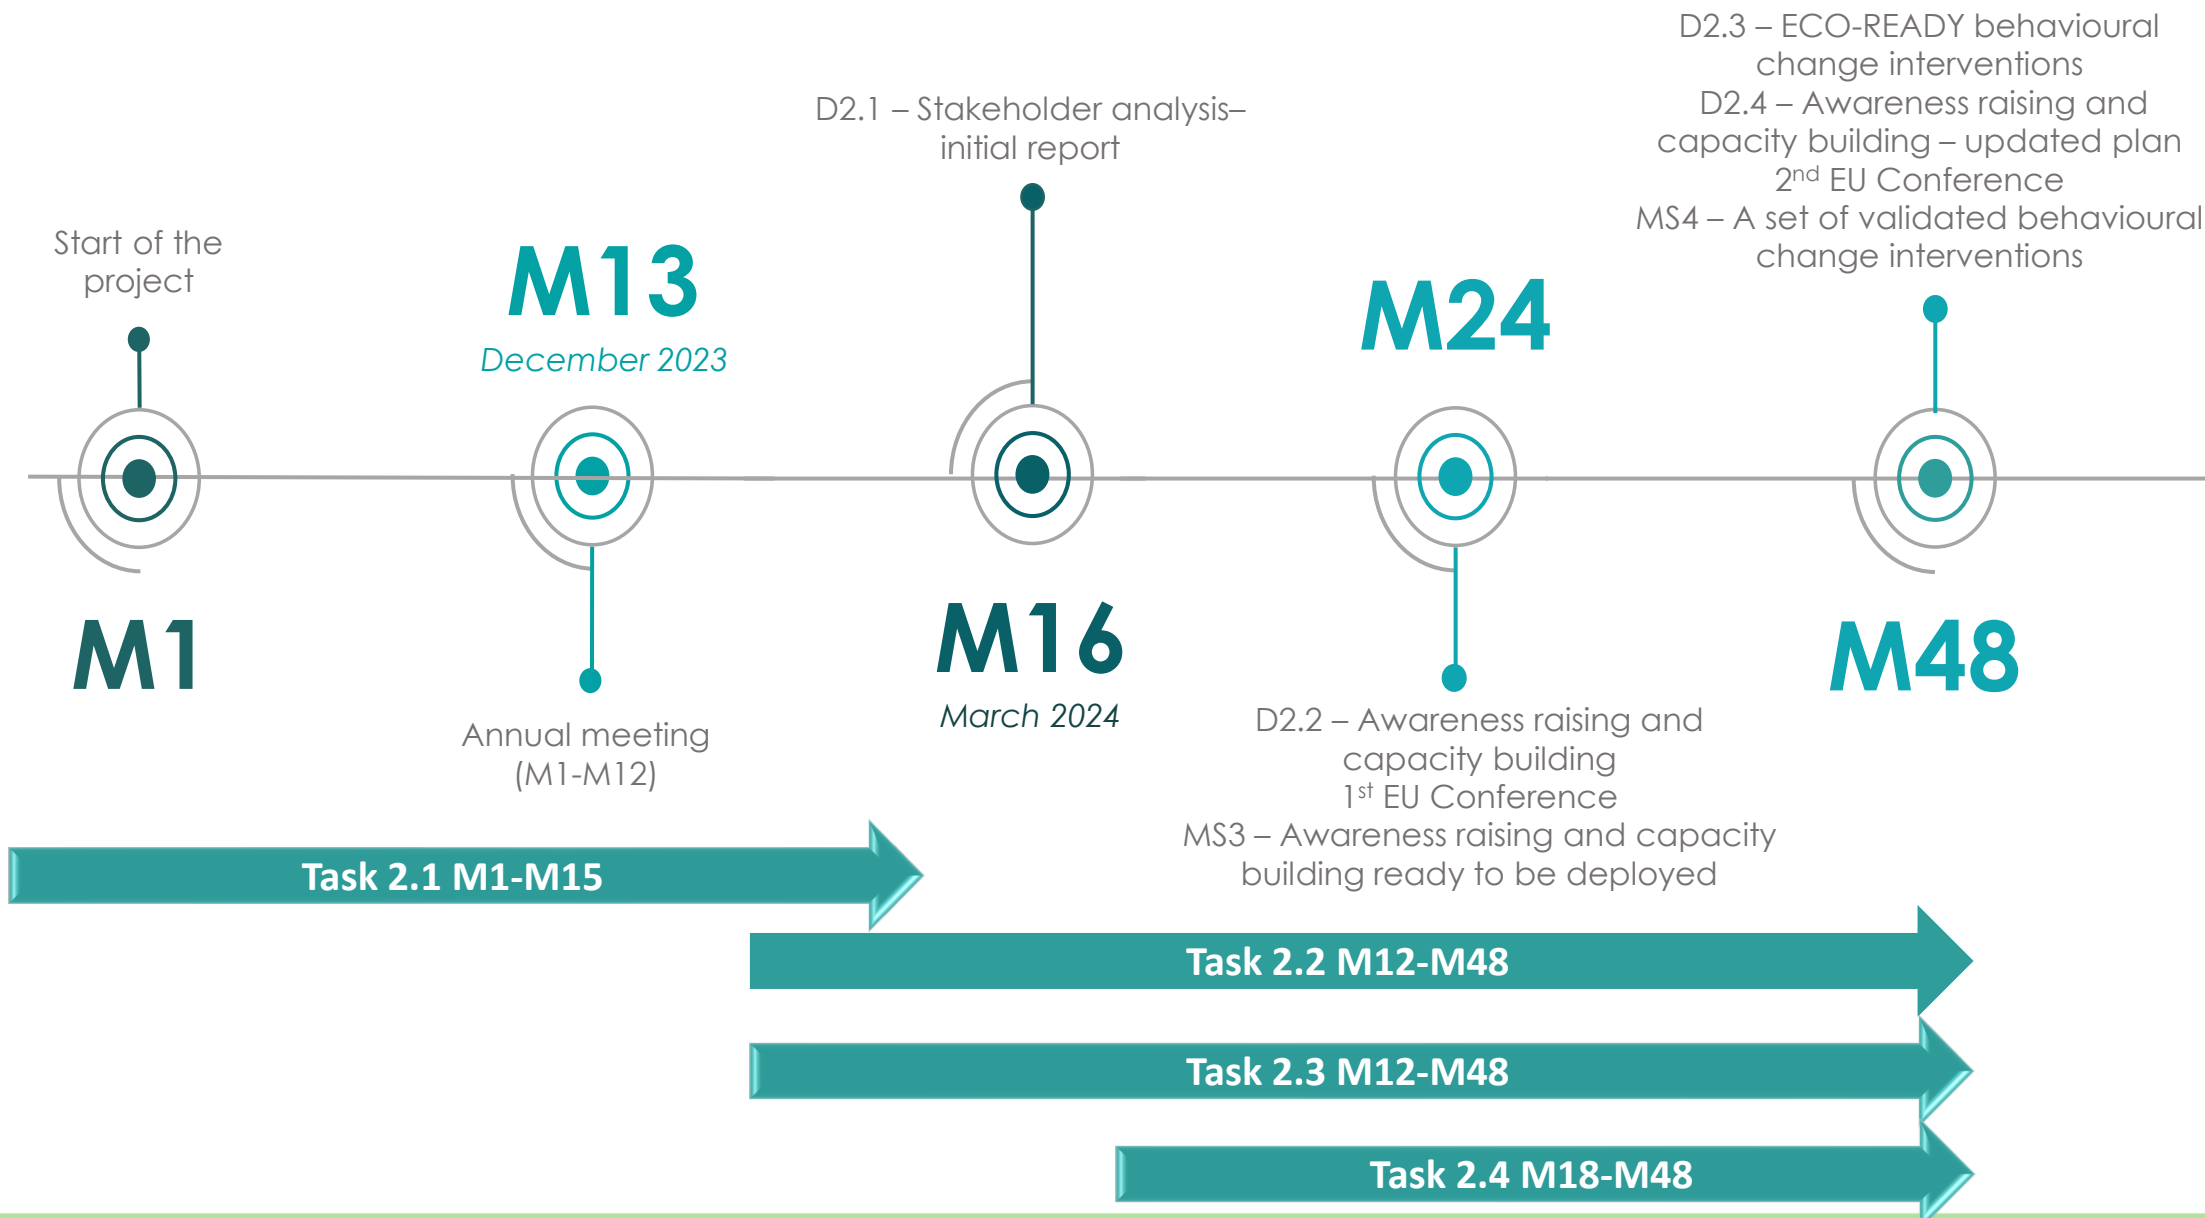 Start of the
project
M1
M13
December 2023
Annual meeting
(M1-M12)
D2.1 – Stakeholder analysis–
initial report
M16
March 2024
M24
D2.2 – Awareness raising and
capacity building
1st EU Conference
MS3 – Awareness raising and capacity
building ready to be deployed
D2.3 – ECO-READY behavioural
change interventions
D2.4 – Awareness raising and
capacity building – updated plan
2nd EU Conference
MS4 – A set of validated behavioural
change interventions
M48
Task 2.1 M1-M15
Task 2.2 M12-M48
Task 2.3 M12-M48
Task 2.4 M18-M48